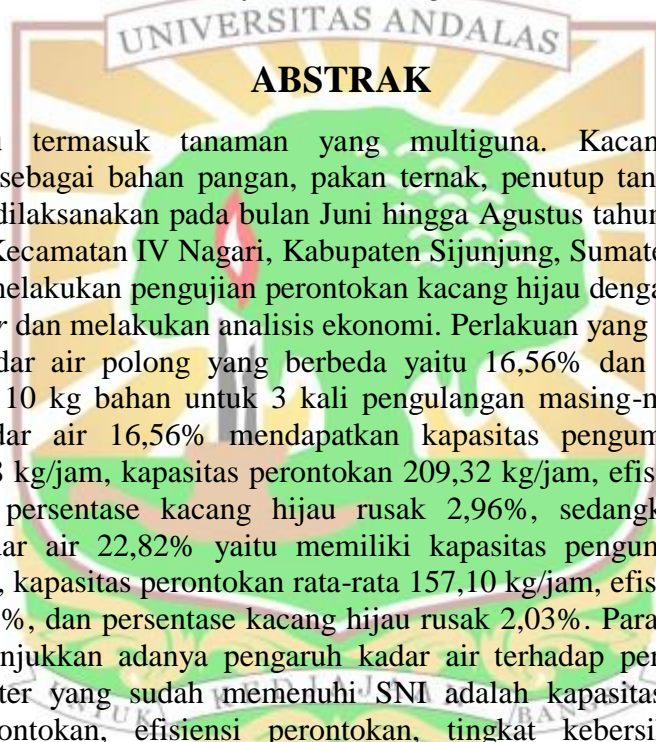 UNIVERSITAS ANDALAS
ABSTRAK
termasuk tanaman yang multiguna. Kacan
sebagai bahan pangan, pakan ternak, penutup tan
dilaksanakan pada bulan Juni hingga Agustus tahun
Kecamatan IV Nagari, Kabupaten Sijunjung, Sumate
melakukan pengujian perontokan kacang hijau denga
dan melakukan analisis ekonomi. Perlakuan yang
dar air polong yang berbeda yaitu 16,56% dan
10 kg bahan untuk 3 kali pengulangan masing-m
dar air 16,56% mendapatkan kapasitas pengum
kg/jam, kapasitas perontokan 209,32 kg/jam, efis
persentase kacang hijau rusak 2,96%, sedangk
dar air 22,82% yaitu memiliki kapasitas pengum
, kapasitas perontokan rata-rata 157,10 kg/jam, efis
%, dan persentase kacang hijau rusak 2,03%. Para
njukkan adanya pengaruh kadar air terhadap per
ter yang sudah memenuhi SNI adalah kapasitas
UNTUK KEDJAJAAN BANGSA
ontokan, efisiensi perontokan, tingkat kebersi